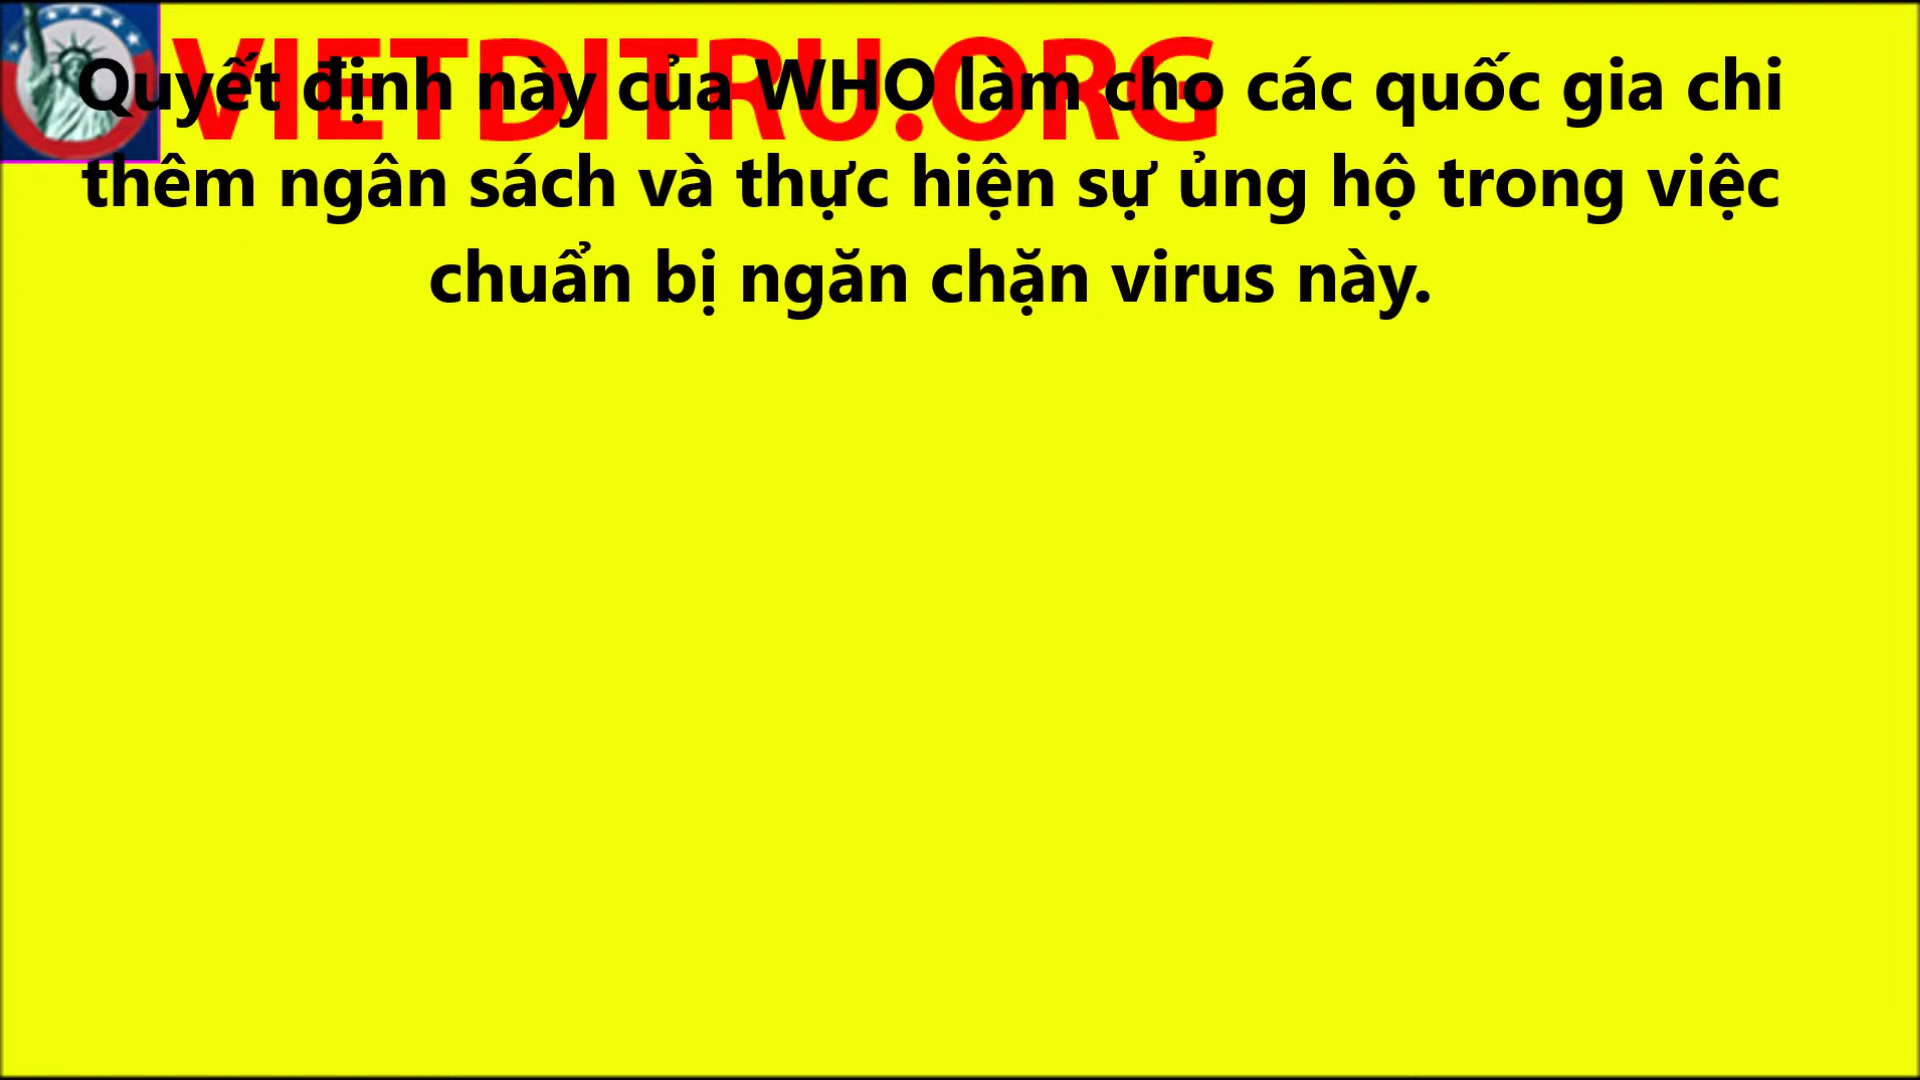 VIETDITRU.ORG
Quyết định này của WHO làm cho các quốc gia chi
thêm ngân sách và thực hiện sự ủng hộ trong việc
chuẩn bị ngăn chặn virus này.